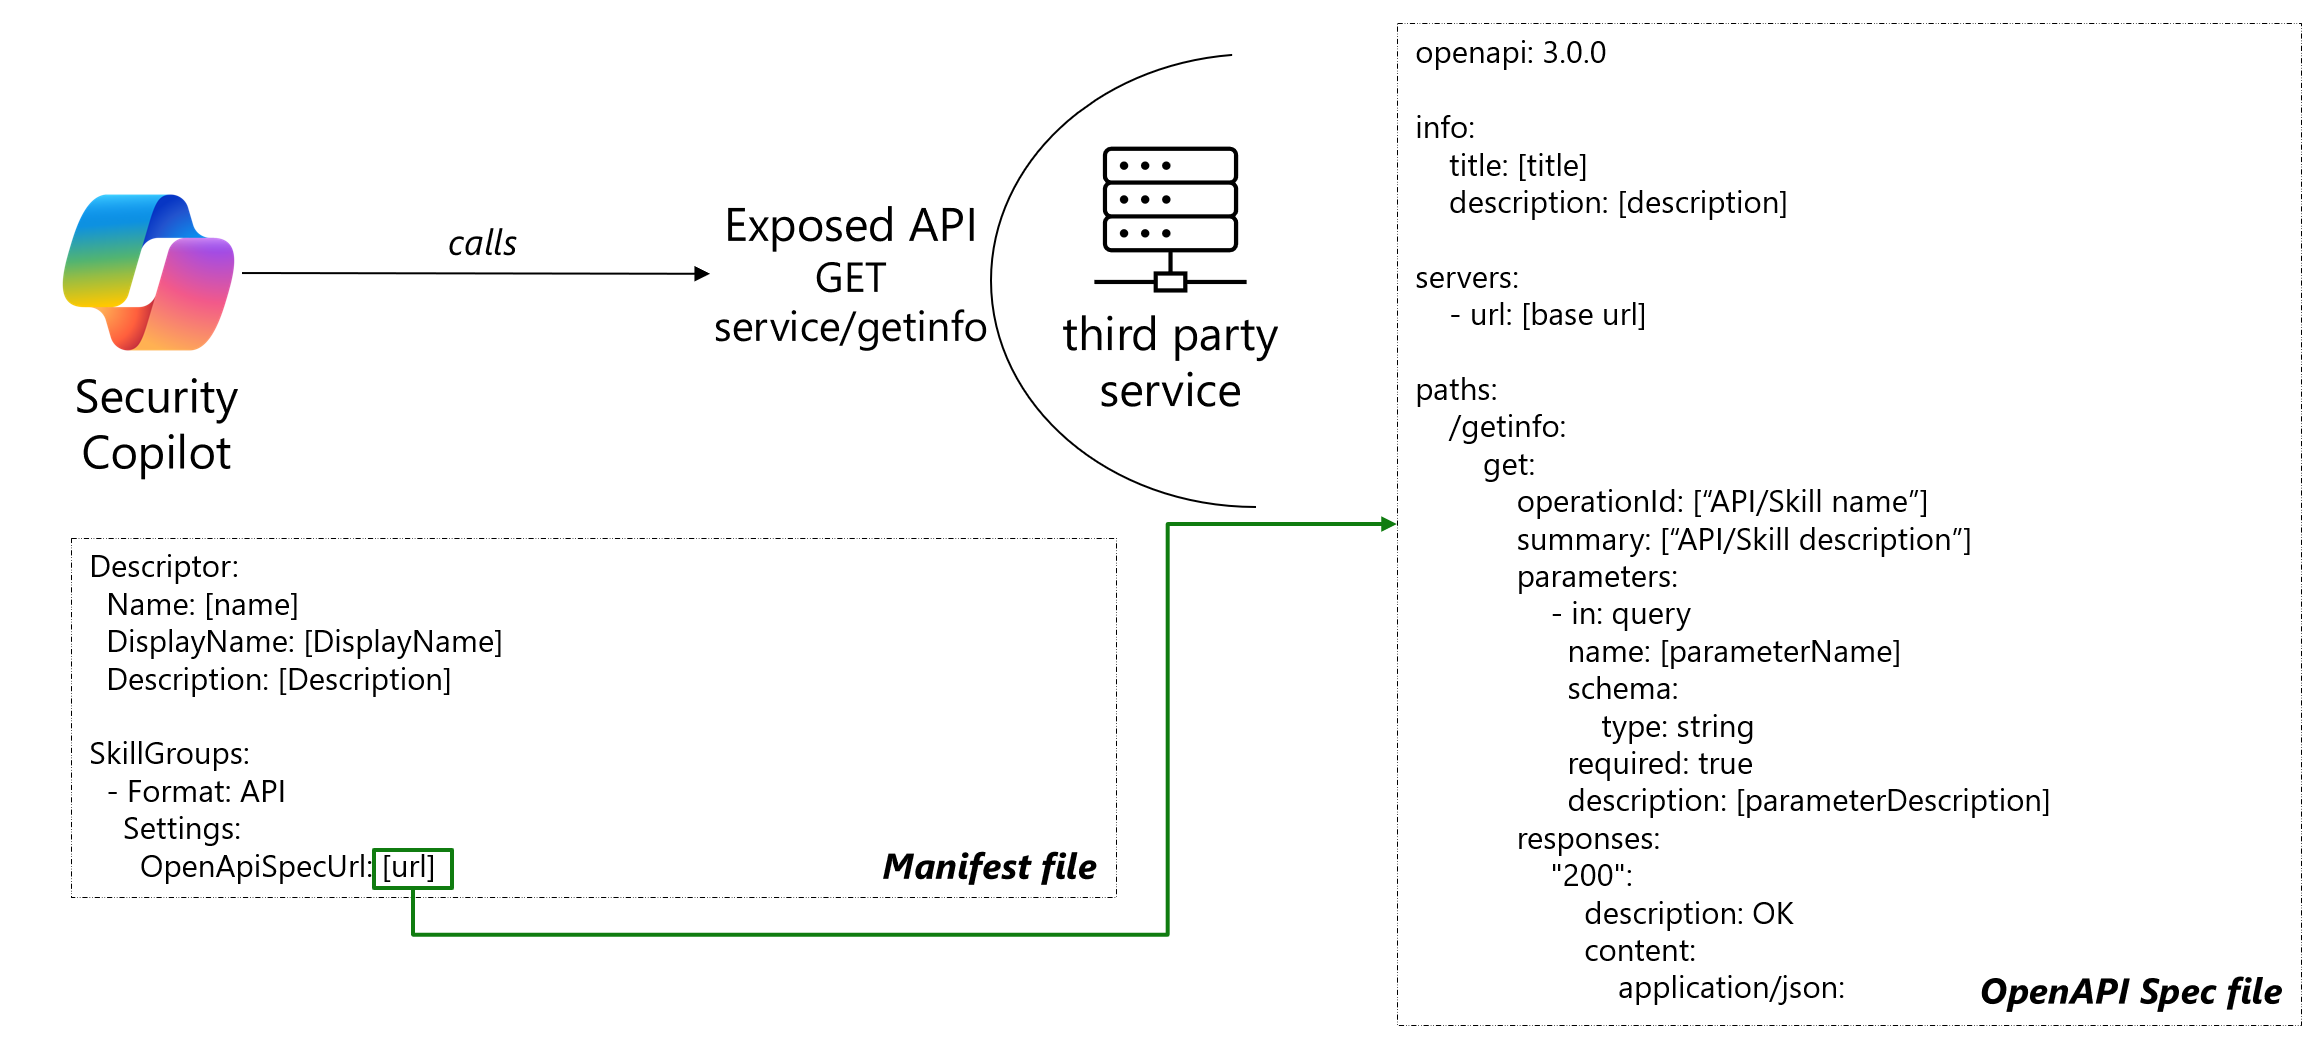 Security
Copilot
calls
Exposed API
GET
service/getinfo
third party
service
Descriptor:
Name: [name]
DisplayName: [DisplayName]
Description: [Description]
SkillGroups:
- Format: API
Settings:
OpenApiSpecUrl: [url]
Manifest file
openapi: 3.0.0
info:
title: [title]
description: [description]
servers:
- url: [base url]
paths:
/getinfo:
get:
operationId: [“API/Skill name”]
summary: [“API/Skill description”]
parameters:
- in: query
name: [parameterName]
schema:
type: string
required: true
description: [parameterDescription]
responses:
"200":
description: OK
content:
application/json:
OpenAPI Spec file